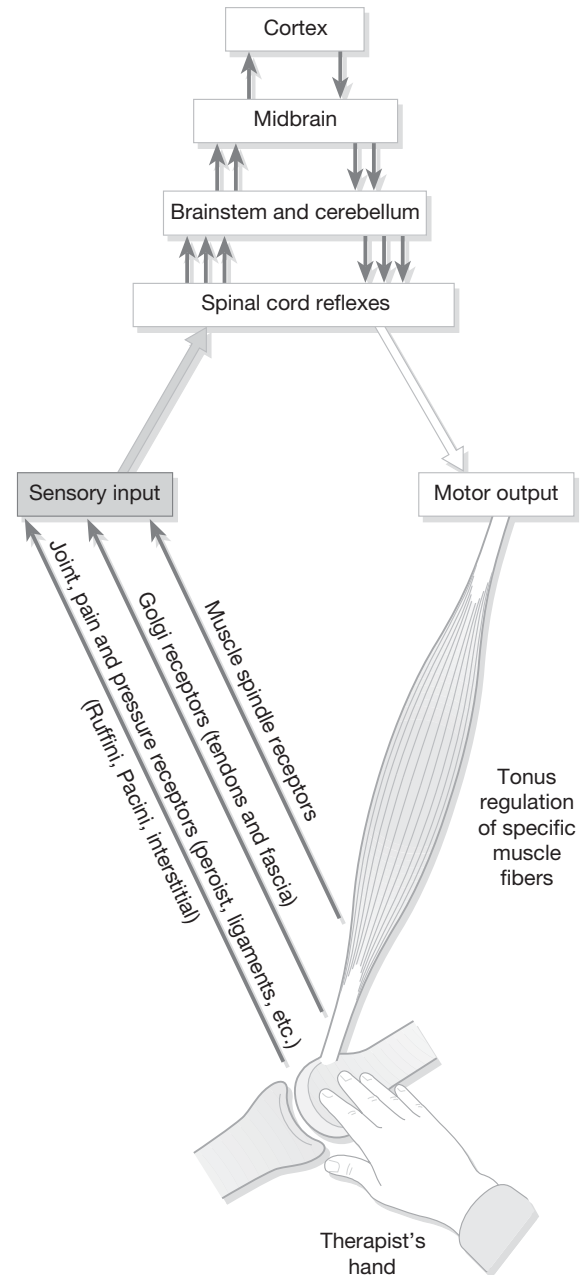 Cortex
Midbrain
Brainstem and cerebellum
Spinal cord reflexes
Sensory input
Motor output
Joint, pain and pressure receptors (peroist, ligaments, etc.)
(Ruffini, Pacini, interstitial)
Golgi receptors (tendons and fascia)
Muscle spindle receptors
Tonus
regulation
of specific
muscle
fibers
Therapist's
hand